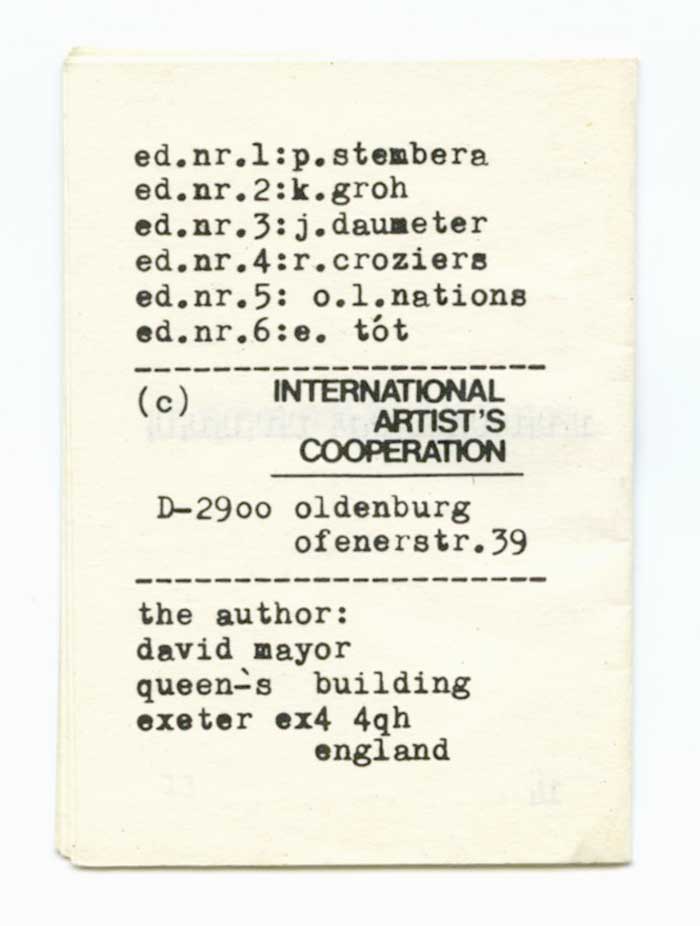 ed.nr.1:p.stembera
ed.nr.2:k.groh
ed.nr.3:j.daumeter
ed.nr.4:r.croziers
ed.nr.5: o.l.nations
ed.nr.6:e. tót
(c) INTERNATIONAL
ARTIST'S
COOPERATION
D-29oo oldenburg
ofenerstr.39
the author:
david mayor
queen-`s building
exeter ex4 4qh
england